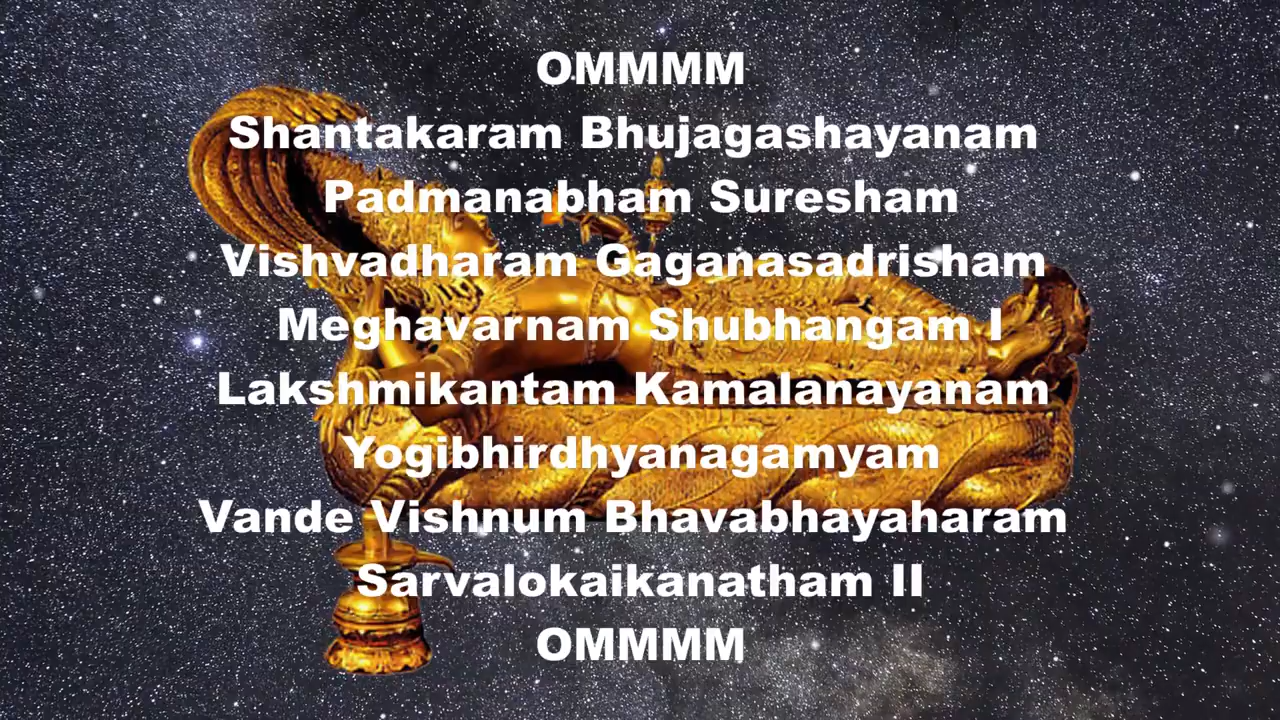 OMMMM
Shantakaram Bhujagashayanam
Padmanabham Suresham
Vishvadharam Gaganasadrisham
Meghavarnam Shubhangam I
Lakshmikantam Kamalanayanam
Yogibhirdhyanagamyam
Vande Vishnum Bhavabhayaharam
Sarvalokaikanatham II
OMMMM